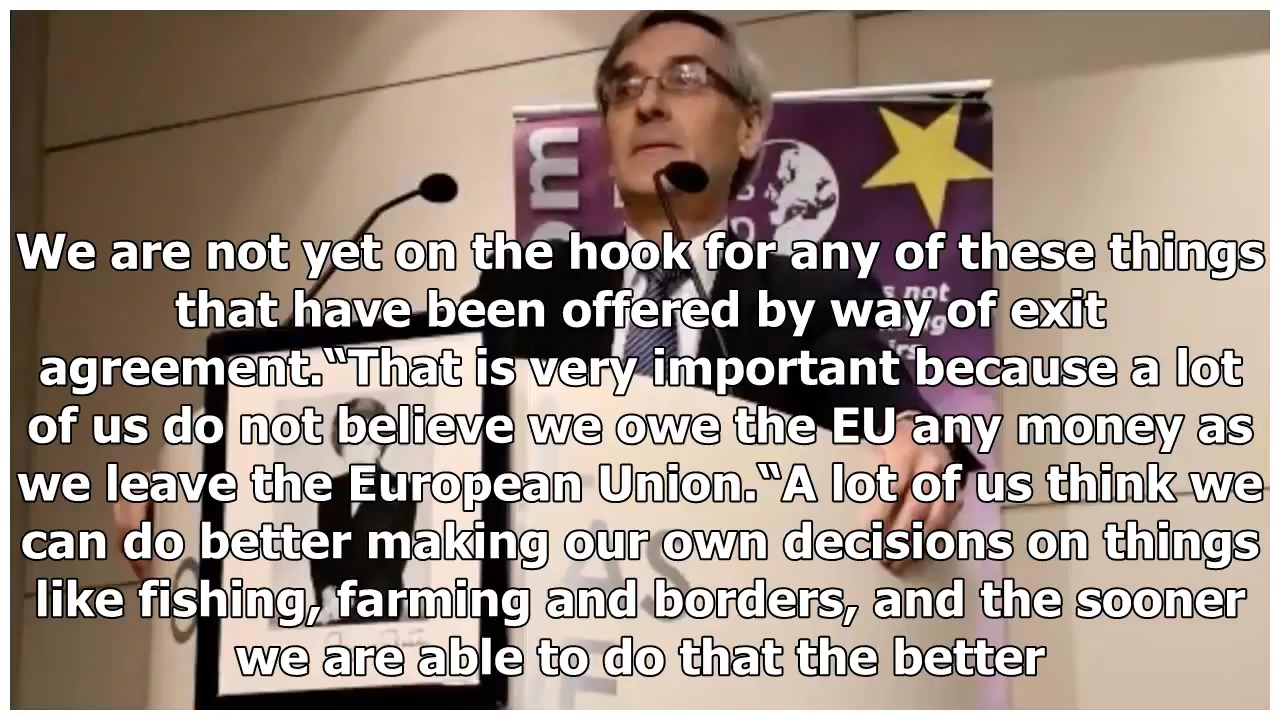 We are not yet on the hook for any of these things
that have been offered by way of exit
agreement.“That is very important because a lot
of us do not believe we owe the EU any money as
we leave the European Union.“A lot of us think we
can do better making our own decisions on things
like fishing, farming and borders, and the sooner
we are able to do that the better
om
s not